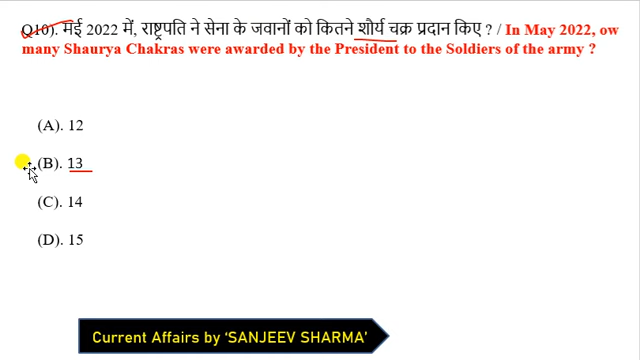 Q10). मई 2022 में, राष्ट्रपति ने सेना के जवानों को कितने शौर्य चक्र प्रदान किए ? / In May 2022, ow
many Shaurya Chakras were awarded by the President to the Soldiers of the army ?
(A). 12
(B). 13
(C). 14
(D). 15
Current Affairs by ‘SANJEEV SHARMA’